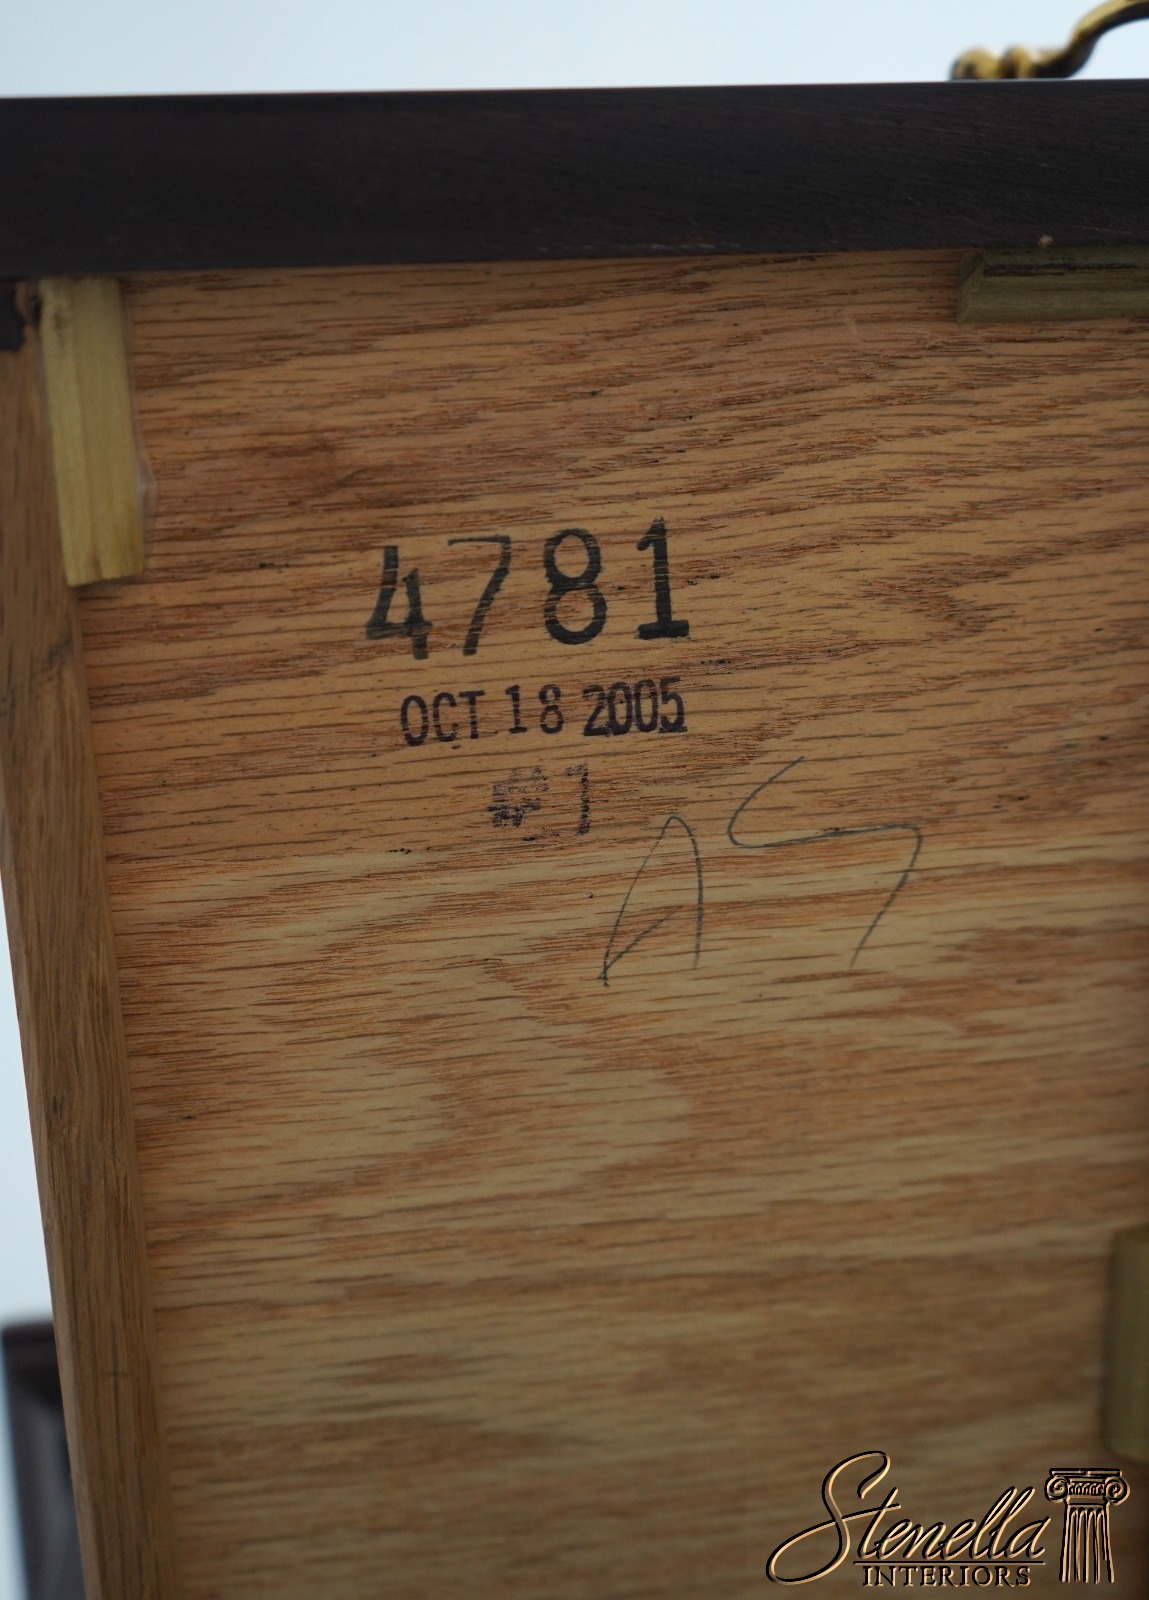 4781
OCT 18 2005
#1
Stenella
INTERIORS